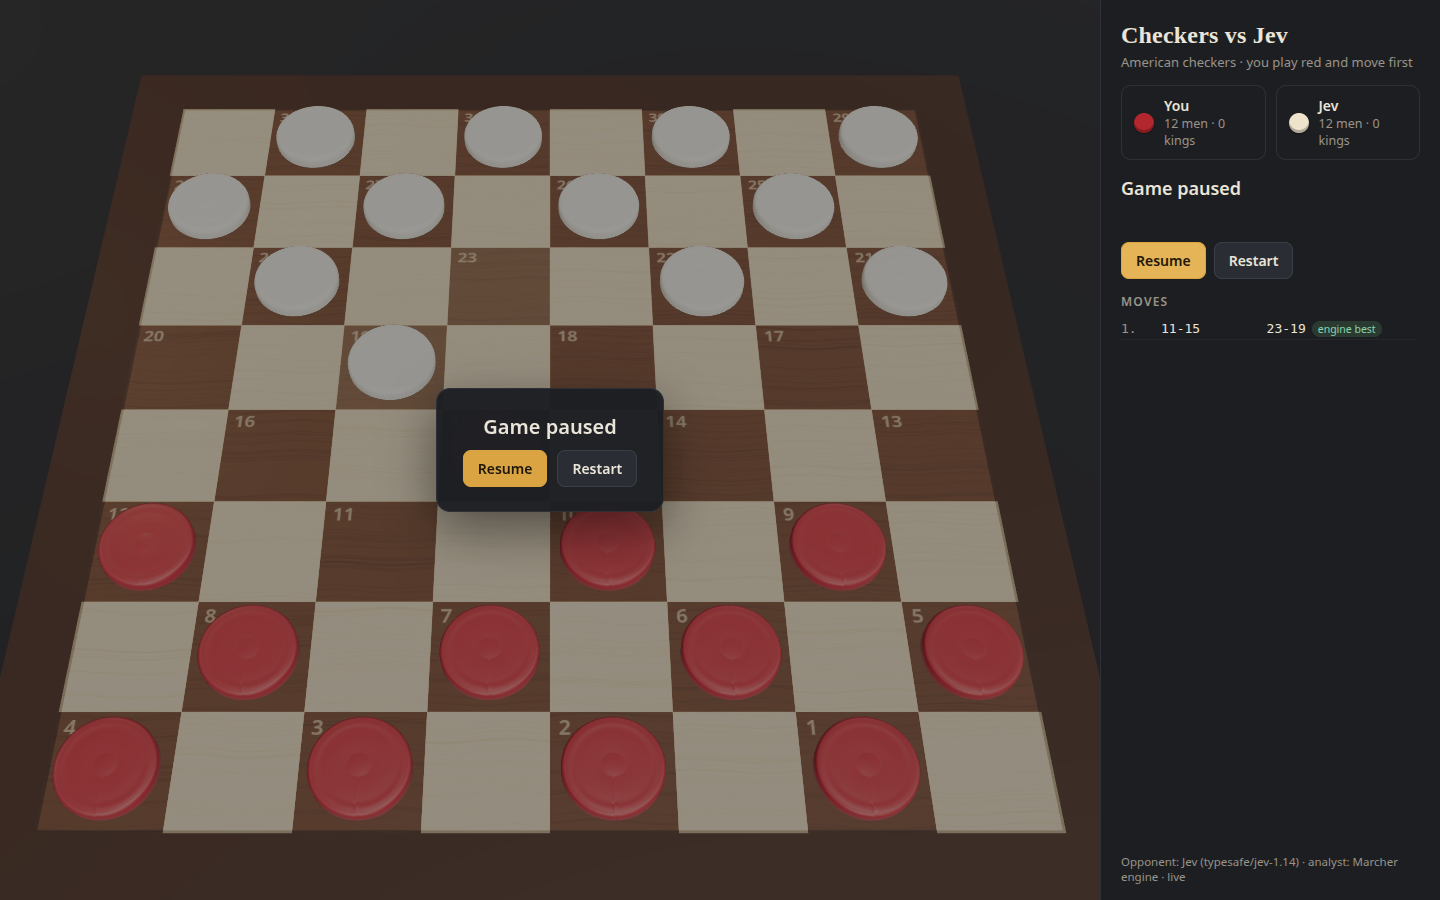 Checkers vs Jev
American checkers · you play red and move first
You
12 men · 0
kings
Jev
12 men · 0
kings
Game paused
Resume
Restart
MOVES
1. 11-15 23-19 engine best
Opponent: Jev (typesafe/jev-1.14) · analyst: Marcher
engine · live
Game paused
Resume
Restart
23
20
18
17
16
14
13
11
9
8
7
6
5
4
3
2
1